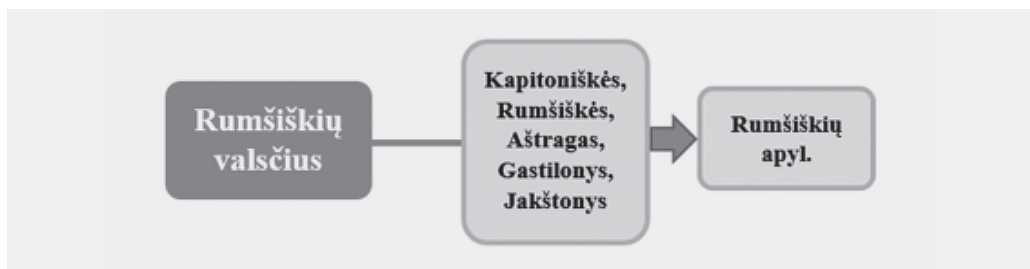 Rumšiškių
valsčius
Kapitoniškės,
Rumšiškės,
Aštragas,
Gastilonys,
Jakštonys
Rumšiškių
apyl.